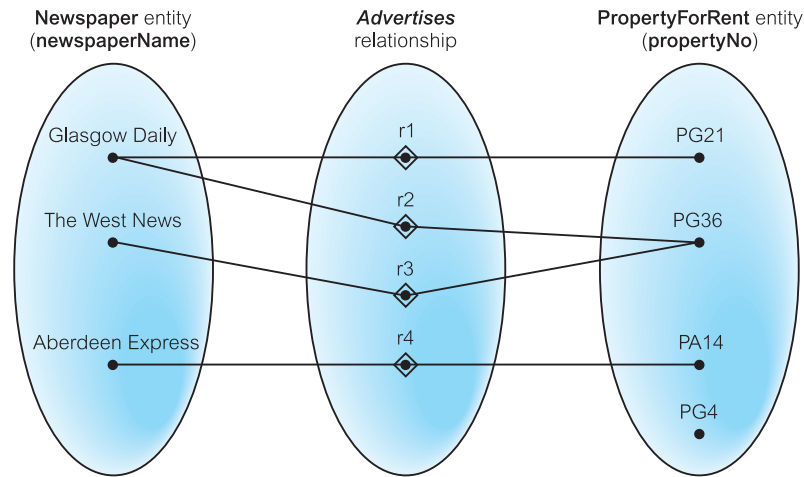 Newspaper entity
(newspaperName)
Advertises
relationship
PropertyForRent entity
(propertyNo)
Glasgow Daily
r1
PG21
r2
The West News
PG36
r3
Aberdeen Express
r4
PA14
PG4